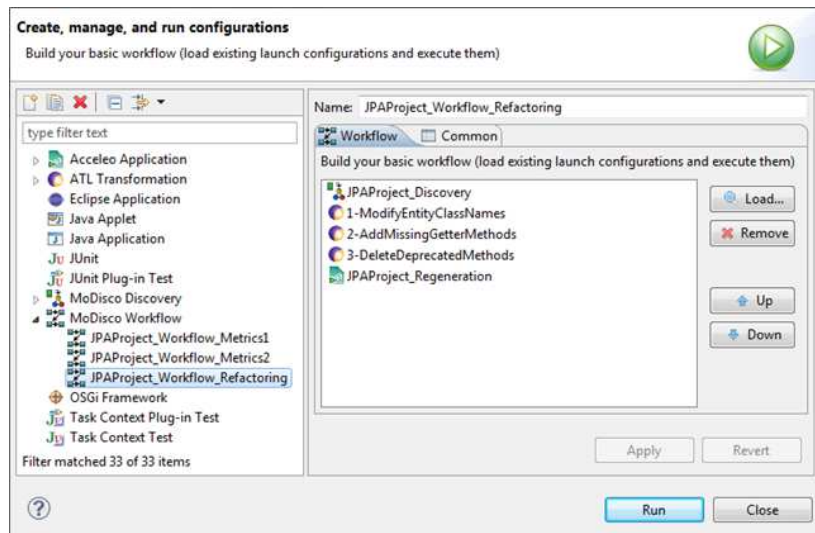 Create, manage, and run configurations
Build your basic workflow (load existing launch configurations and execute them)
type filter text
Acceleo Application
ATL Transformation
Eclipse Application
Java Applet
Java Application
JUnit
JUnit Plug-in Test
MoDisco Discovery
MoDisco Workflow
JPAProject_Workflow_Metrics1
JPAProject_Workflow_Metrics2
JPAProject_Workflow_Refactoring
OSGi Framework
Task Context Plug-in Test
Task Context Test
Filter matched 33 of 33 items
Name: JPAProject_Workflow_Refactoring
Workflow Common
Build your basic workflow (load existing launch configurations and execute them)
JPAProject_Discovery
1-ModifyEntityClassNames
2-AddMissingGetterMethods
3-DeleteDeprecatedMethods
JPAProject_Regeneration
Load...
Remove
Up
Down
Apply Revert
Run Close